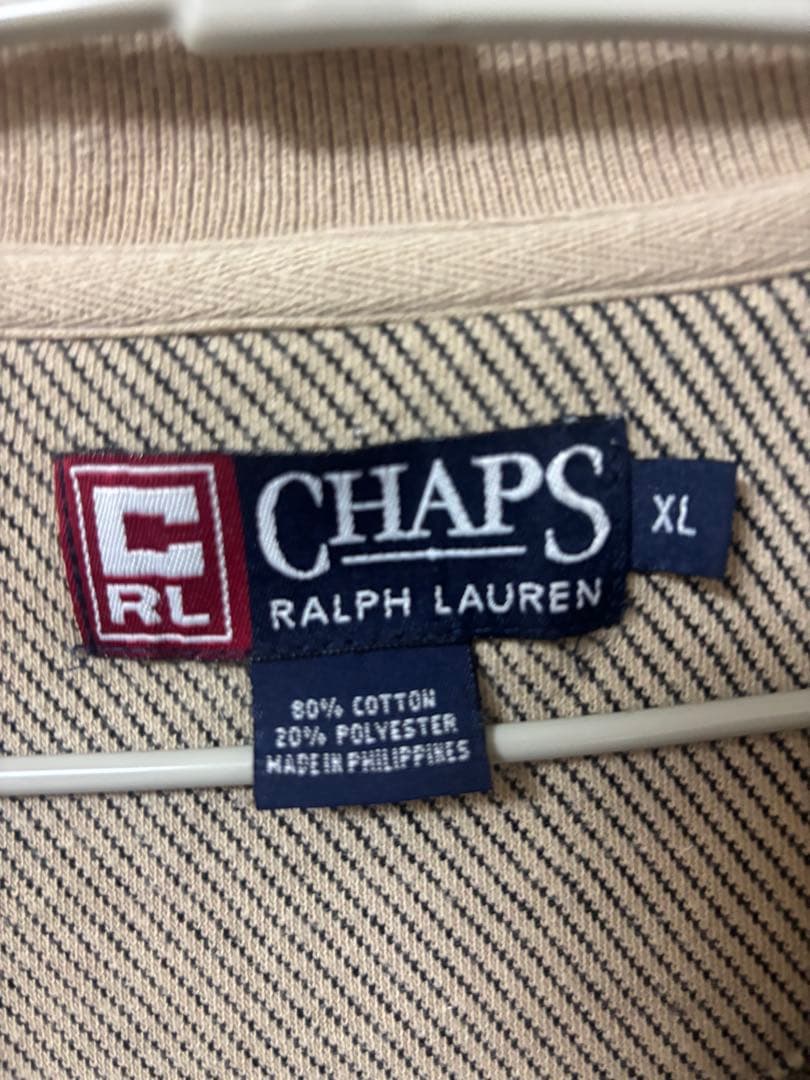 C
RL
CHAPS
RALPH LAUREN
XL
80% COTTON
20% POLYESTER
MADE IN PHILIPPINES